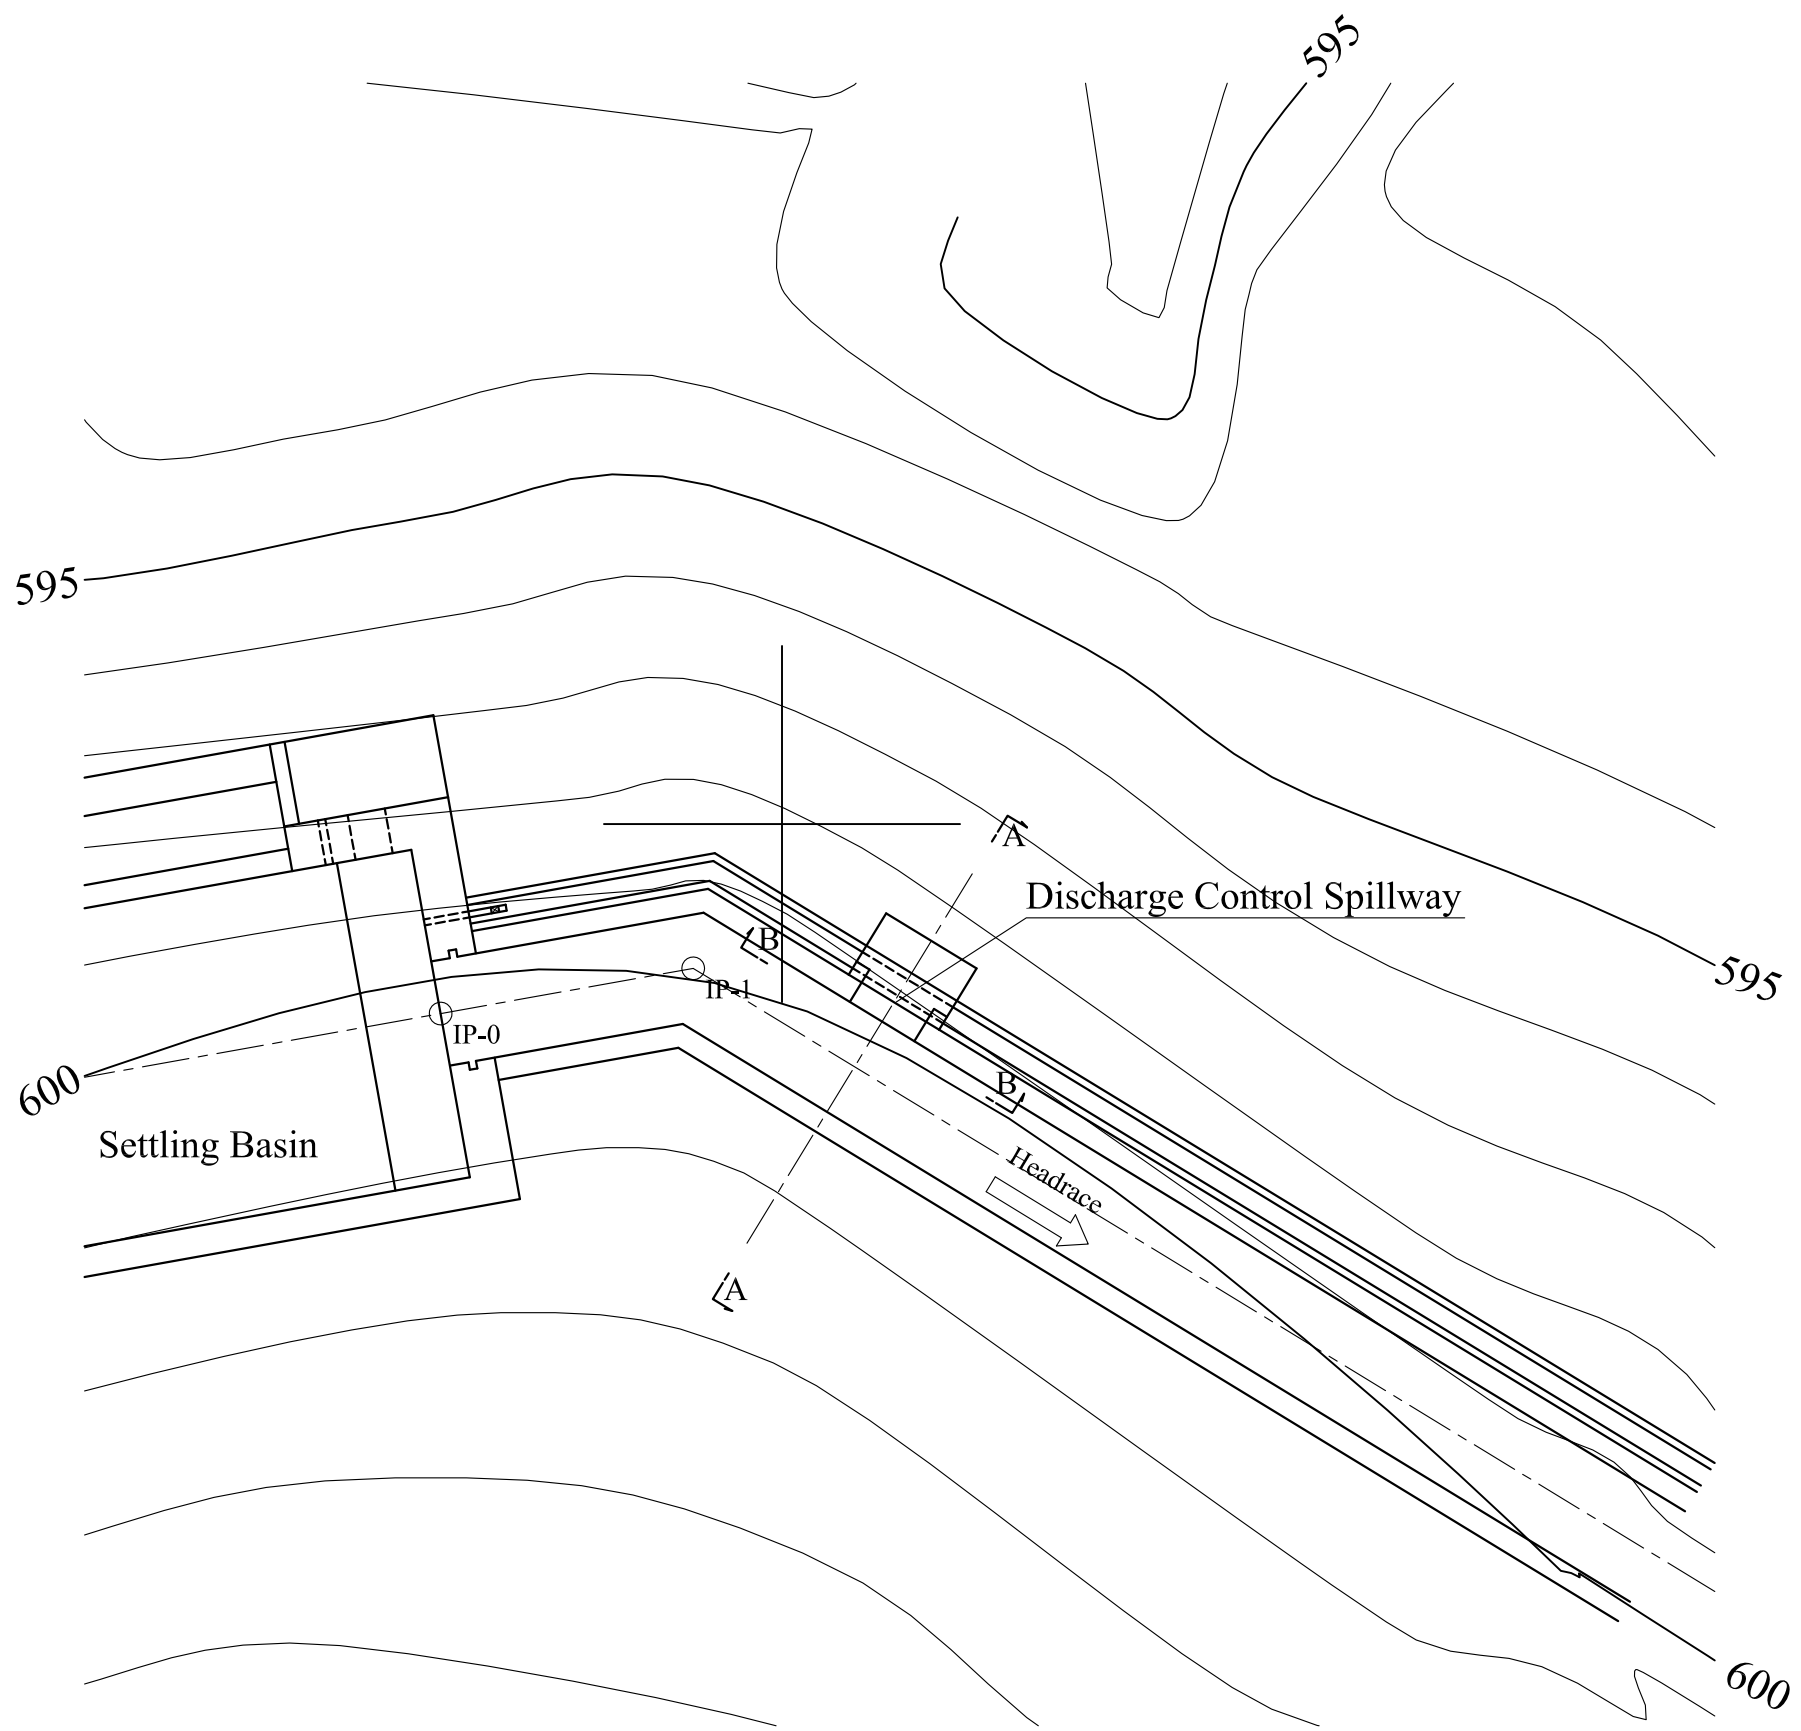 595
595
A
Discharge Control Spillway
B
595
IP-1
IP-0
B
600
Settling Basin
Headrace
A
600